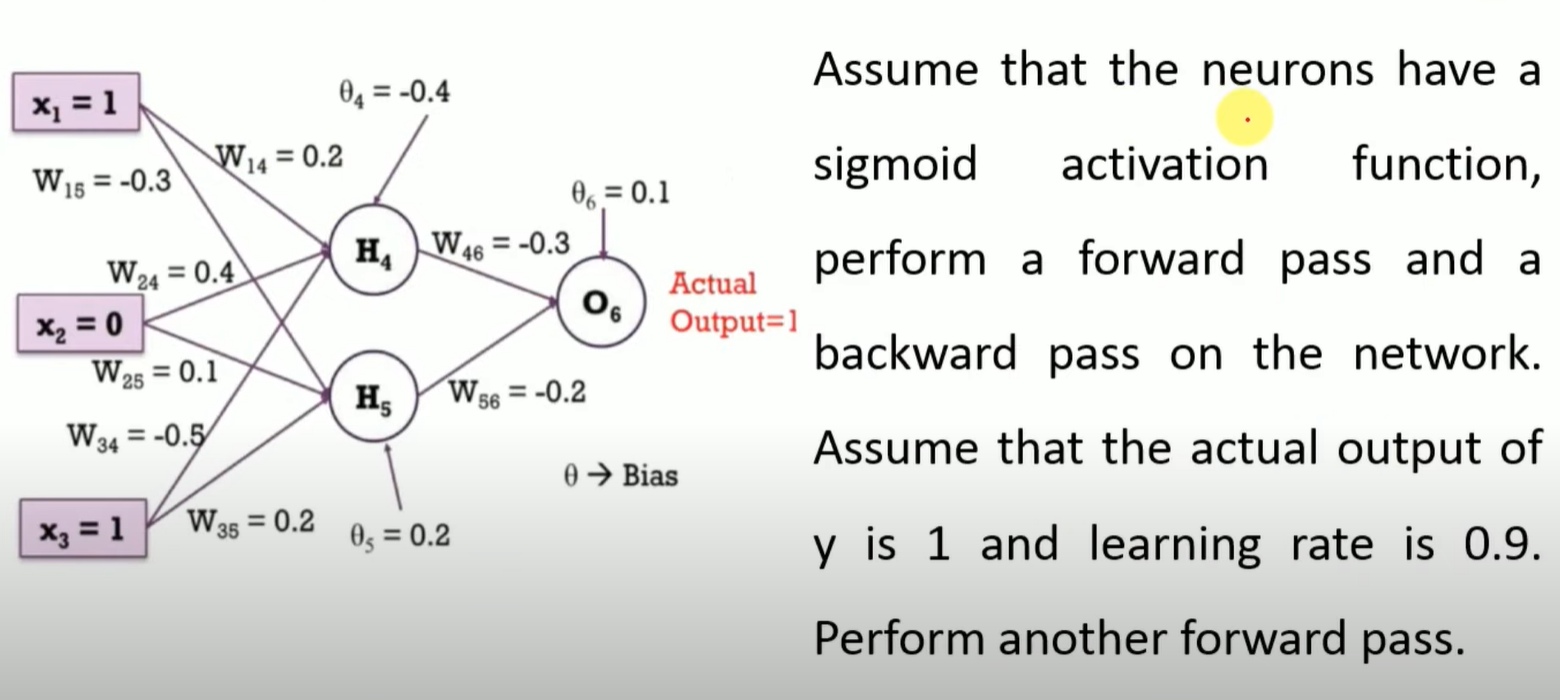 x₁ = 1
θ₄ = -0.4
W₁₄ = 0.2
W₁₅ = -0.3
θ₆ = 0.1
H₄
W₄₆ = -0.3
W₂₄ = 0.4
Actual
Output=1
O₆
x₂ = 0
W₂₅ = 0.1
H₅
W₅₆ = -0.2
W₃₄ = -0.5
θ → Bias
x₃ = 1
W₃₅ = 0.2
θ₅ = 0.2
Assume that the neurons have a
sigmoid activation function,
perform a forward pass and a
backward pass on the network.
Assume that the actual output of
y is 1 and learning rate is 0.9.
Perform another forward pass.